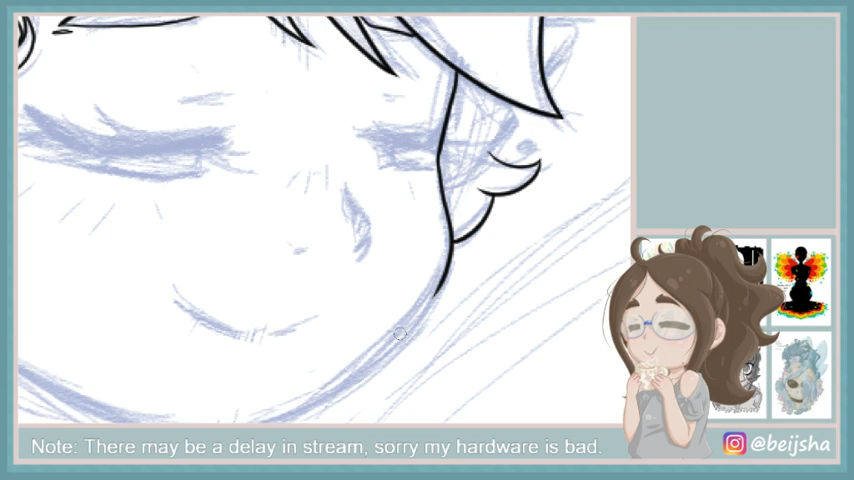 Note: There may be a delay in stream, sorry my hardware is bad.
@beijsha